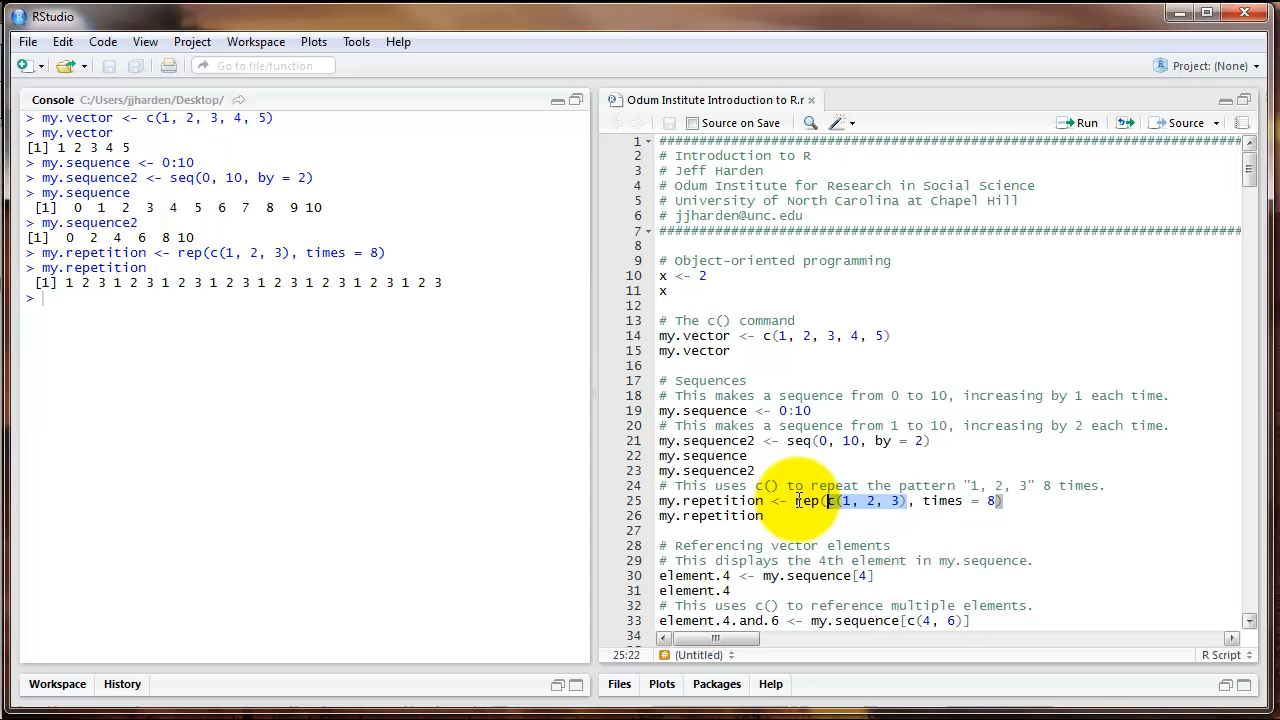 RStudio
File Edit Code View Project Workspace Plots Tools Help
Go to file/function
Project: (None)
Console C:/Users/jjharden/Desktop/
> my.vector <- c(1, 2, 3, 4, 5)
> my.vector
[1] 1 2 3 4 5
> my.sequence <- 0:10
> my.sequence2 <- seq(0, 10, by = 2)
> my.sequence
[1] 0 1 2 3 4 5 6 7 8 9 10
> my.sequence2
[1] 0 2 4 6 8 10
> my.repetition <- rep(c(1, 2, 3), times = 8)
> my.repetition
[1] 1 2 3 1 2 3 1 2 3 1 2 3 1 2 3 1 2 3 1 2 3 1 2 3
>
Workspace History
Odum Institute Introduction to R.r
Source on Save Run Source
1 #########################################################################
2 # Introduction to R
3 # Jeff Harden
4 # Odum Institute for Research in Social Science
5 # University of North Carolina at Chapel Hill
6 # jjharden@unc.edu
7 #########################################################################
8
9 # Object-oriented programming
10 x <- 2
11 x
12
13 # The c() command
14 my.vector <- c(1, 2, 3, 4, 5)
15 my.vector
16
17 # Sequences
18 # This makes a sequence from 0 to 10, increasing by 1 each time.
19 my.sequence <- 0:10
20 # This makes a sequence from 1 to 10, increasing by 2 each time.
21 my.sequence2 <- seq(0, 10, by = 2)
22 my.sequence
23 my.sequence2
24 # This uses c() to repeat the pattern "1, 2, 3" 8 times.
25 my.repetition <- rep(c(1, 2, 3), times = 8)
26 my.repetition
27
28 # Referencing vector elements
29 # This displays the 4th element in my.sequence.
30 element.4 <- my.sequence[4]
31 element.4
32 # This uses c() to reference multiple elements.
33 element.4.and.6 <- my.sequence[c(4, 6)]
34
25:22 (Untitled) R Script
Files Plots Packages Help